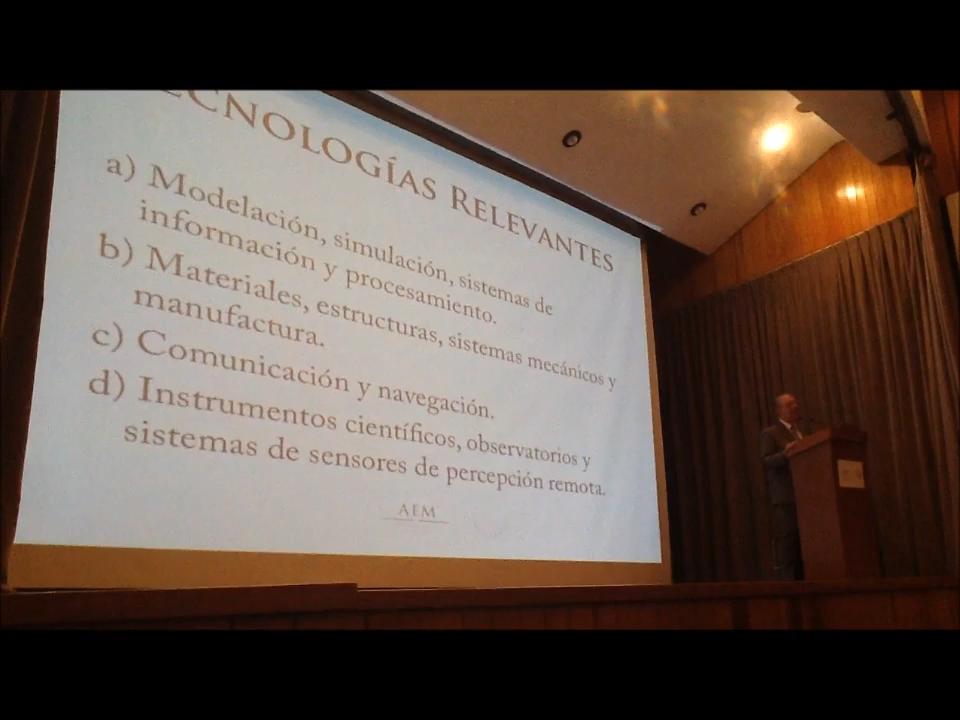 TECNOLOGÍAS RELEVANTES
a) Modelación, simulación, sistemas de
información y procesamiento.
b) Materiales, estructuras, sistemas mecánicos y
manufactura.
c) Comunicación y navegación.
d) Instrumentos científicos, observatorios y
sistemas de sensores de percepción remota.
AEM